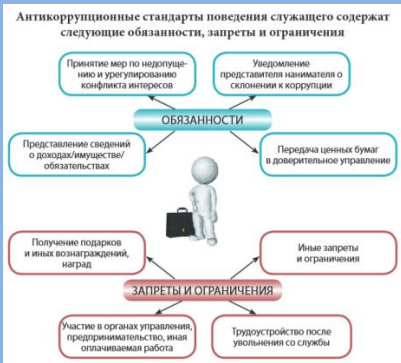 Антикоррупционные стандарты поведения служащего содержат
следующие обязанности, запреты и ограничения
Принятие мер по недопуще-
нию и урегулированию
конфликта интересов
Уведомление
представителя нанимателя о
склонении к коррупции
ОБЯЗАННОСТИ
Представление сведений
о доходах/имуществе/
обязательствах
Передача ценных бумаг
в доверительное управление
Получение подарков
и иных вознаграждений,
наград
Иные запреты
и ограничения
ЗАПРЕТЫ И ОГРАНИЧЕНИЯ
Участие в органах управления,
предпринимательство, иная
оплачиваемая работа
Трудоустройство после
увольнения со службы